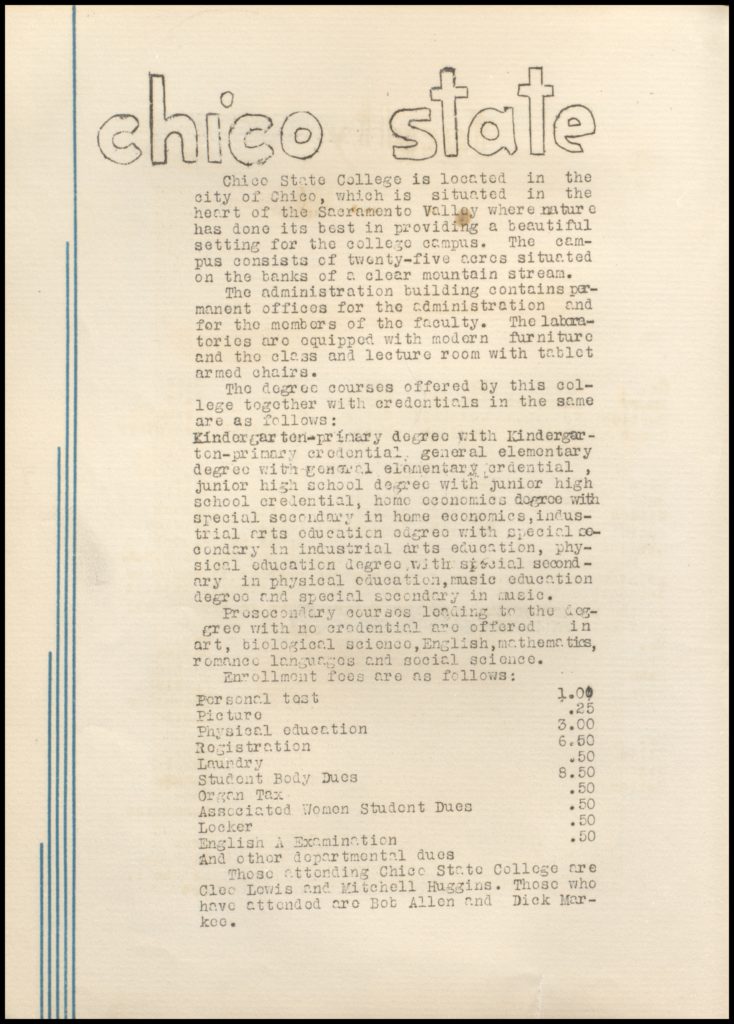 chico state
Chico State College is located in the
city of Chico, which is situated in the
heart of the Sacramento Valley where nature
has done its best in providing a beautiful
setting for the college campus. The cam-
pus consists of twenty-five acres situated
on the banks of a clear mountain stream.
The administration building contains per-
manent offices for the administration and
for the members of the faculty. The labora-
tories are equipped with modern furniture
and the class and lecture room with tablet
armed chairs.
The degree courses offered by this col-
lege together with credentials in the same
are as follows:
Kindergarten-primary degree with Kindergar-
ten-primary credential, general elementary
degree with general elementary crdential ,
junior high school degree with junior high
school credential, home economics degree with
special secondary in home economics,indus-
trial arts education edgree with special se-
condary in industrial arts education, phy-
sical education degree with special second-
ary in physical education,music education
degree and special secondary in music.
Presecondary courses leading to the deg-
gree with no credential are offered in
art, biological science,English,mathematics,
romance languages and social science.
Enrollment fees are as follows:
Personal test 1.00
Picture .25
Physical education 3.00
Registration 6.50
Laundry .50
Student Body Dues 8.50
Organ Tax .50
Associated Women Student Dues .50
Locker .50
English A Examination .50
And other departmental dues
Those attending Chico State College are
Cleo Lewis and Mitchell Huggins. Those who
have attended are Bob Allen and Dick Mar-
kee.